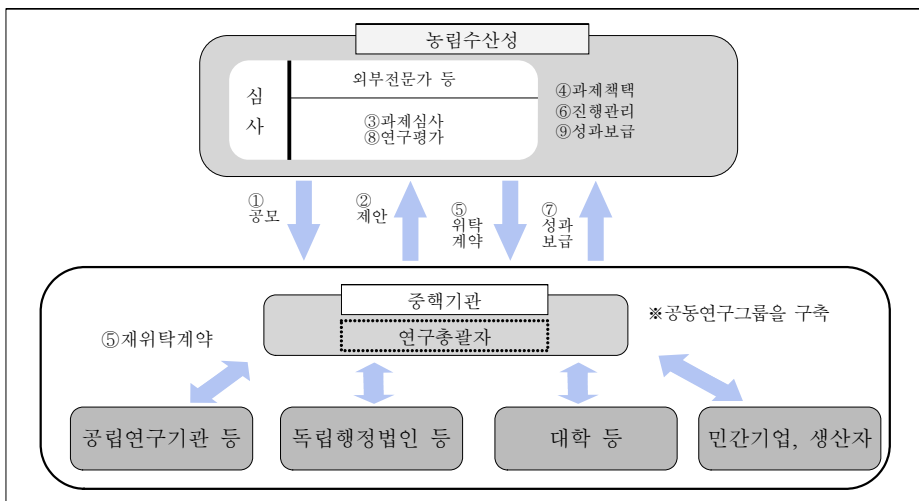 농림수산성
심
사
외부전문가 등
③과제심사
⑧연구평가
④과제책택
⑥진행관리
⑨성과보급
①
공모
②
제안
⑤
위탁
계약
⑦
성과
보급
중핵기관
연구총괄자
※공동연구그룹을 구축
⑤재위탁계약
공립연구기관 등
독립행정법인 등
대학 등
민간기업, 생산자